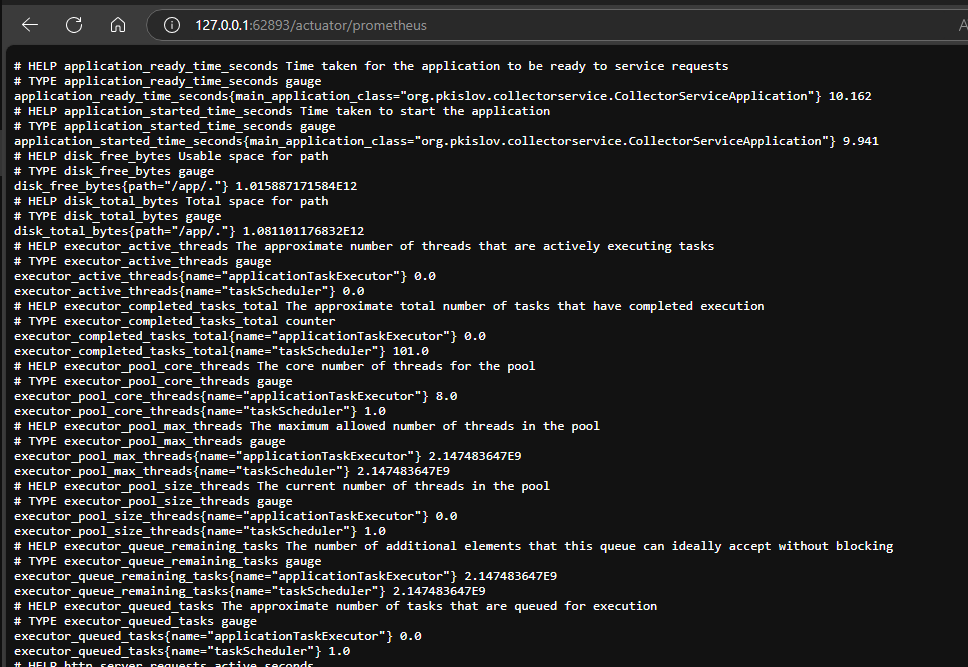 127.0.0.1:62893/actuator/prometheus
# HELP application_ready_time_seconds Time taken for the application to be ready to service requests
# TYPE application_ready_time_seconds gauge
application_ready_time_seconds{main_application_class="org.pkislov.collectorservice.CollectorServiceApplication"} 10.162
# HELP application_started_time_seconds Time taken to start the application
# TYPE application_started_time_seconds gauge
application_started_time_seconds{main_application_class="org.pkislov.collectorservice.CollectorServiceApplication"} 9.941
# HELP disk_free_bytes Usable space for path
# TYPE disk_free_bytes gauge
disk_free_bytes{path="/app/."} 1.015887171584E12
# HELP disk_total_bytes Total space for path
# TYPE disk_total_bytes gauge
disk_total_bytes{path="/app/."} 1.081101176832E12
# HELP executor_active_threads The approximate number of threads that are actively executing tasks
# TYPE executor_active_threads gauge
executor_active_threads{name="applicationTaskExecutor"} 0.0
executor_active_threads{name="taskScheduler"} 0.0
# HELP executor_completed_tasks_total The approximate total number of tasks that have completed execution
# TYPE executor_completed_tasks_total counter
executor_completed_tasks_total{name="applicationTaskExecutor"} 0.0
executor_completed_tasks_total{name="taskScheduler"} 101.0
# HELP executor_pool_core_threads The core number of threads for the pool
# TYPE executor_pool_core_threads gauge
executor_pool_core_threads{name="applicationTaskExecutor"} 8.0
executor_pool_core_threads{name="taskScheduler"} 1.0
# HELP executor_pool_max_threads The maximum allowed number of threads in the pool
# TYPE executor_pool_max_threads gauge
executor_pool_max_threads{name="applicationTaskExecutor"} 2.147483647E9
executor_pool_max_threads{name="taskScheduler"} 2.147483647E9
# HELP executor_pool_size_threads The current number of threads in the pool
# TYPE executor_pool_size_threads gauge
executor_pool_size_threads{name="applicationTaskExecutor"} 0.0
executor_pool_size_threads{name="taskScheduler"} 1.0
# HELP executor_queue_remaining_tasks The number of additional elements that this queue can ideally accept without blocking
# TYPE executor_queue_remaining_tasks gauge
executor_queue_remaining_tasks{name="applicationTaskExecutor"} 2.147483647E9
executor_queue_remaining_tasks{name="taskScheduler"} 2.147483647E9
# HELP executor_queued_tasks The approximate number of tasks that are queued for execution
# TYPE executor_queued_tasks gauge
executor_queued_tasks{name="applicationTaskExecutor"} 0.0
executor_queued_tasks{name="taskScheduler"} 1.0
# HELP http_server_requests_active_seconds